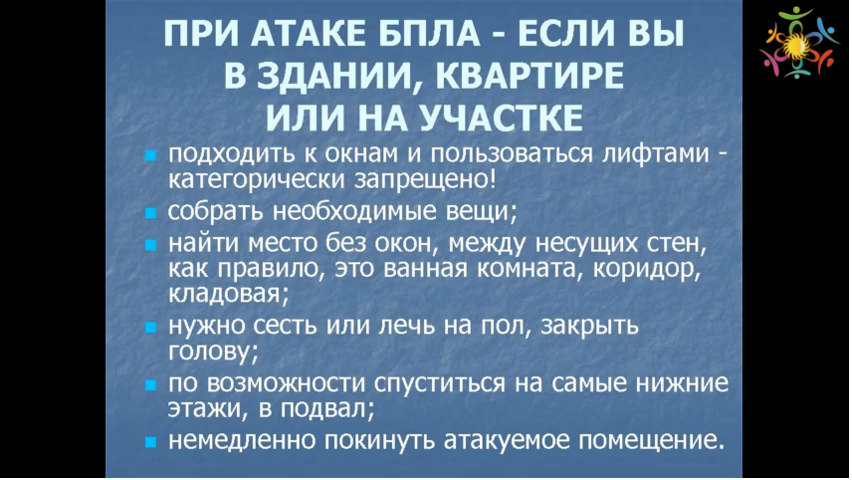 ПРИ АТАКЕ БПЛА - ЕСЛИ ВЫ
В ЗДАНИИ, КВАРТИРЕ
ИЛИ НА УЧАСТКЕ
подходить к окнам и пользоваться лифтами -
категорически запрещено!
собрать необходимые вещи;
найти место без окон, между несущих стен,
как правило, это ванная комната, коридор,
кладовая;
нужно сесть или лечь на пол, закрыть
голову;
по возможности спуститься на самые нижние
этажи, в подвал;
немедленно покинуть атакуемое помещение.